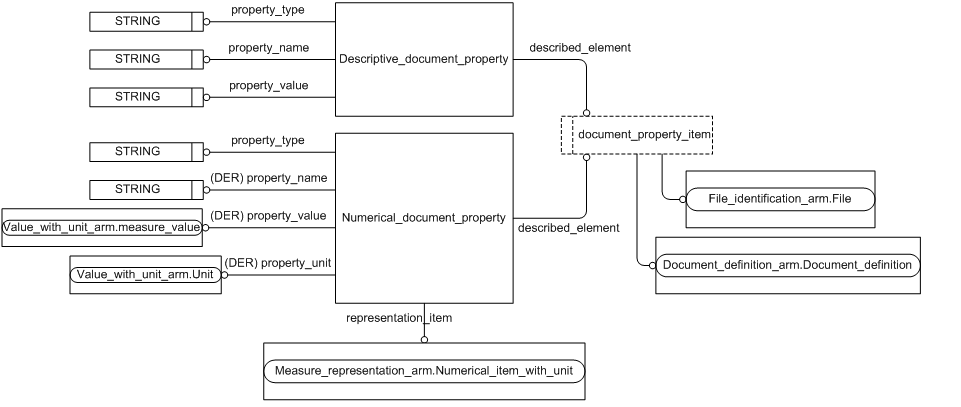 property_type
STRING
property_name
STRING
Descriptive_document_property
described_element
property_value
STRING
document_property_item
property_type
STRING
(DER) property_name
STRING
(DER) property_value
Value_with_unit_arm.measure_value
Numerical_document_property
described_element
(DER) property_unit
Value_with_unit_arm.Unit
File_identification_arm.File
Document_definition_arm.Document_definition
representation_item
Measure_representation_arm.Numerical_item_with_unit